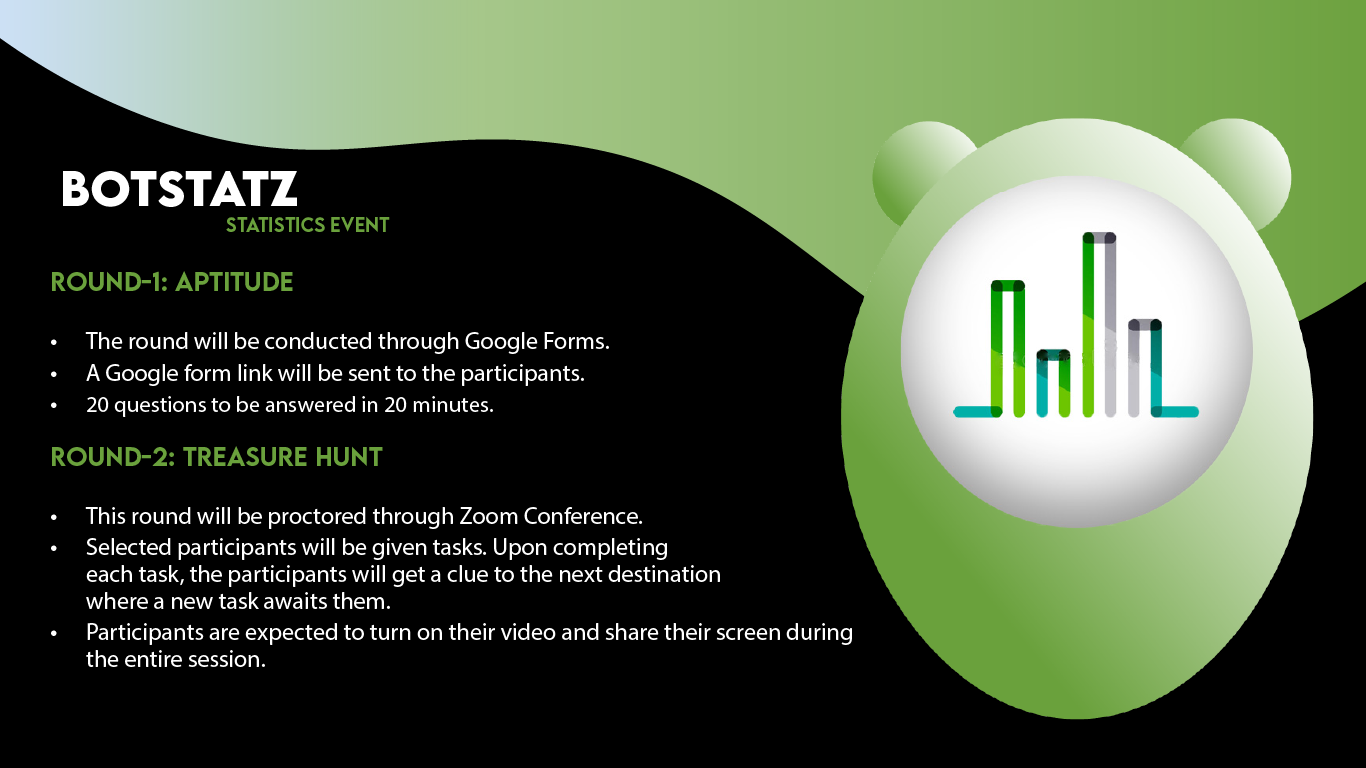 BOTSTATZ
STATISTICS EVENT
ROUND-1: APTITUDE
• The round will be conducted through Google Forms.
• A Google form link will be sent to the participants.
• 20 questions to be answered in 20 minutes.
ROUND-2: TREASURE HUNT
• This round will be proctored through Zoom Conference.
• Selected participants will be given tasks. Upon completing
each task, the participants will get a clue to the next destination
where a new task awaits them.
• Participants are expected to turn on their video and share their screen during
the entire session.